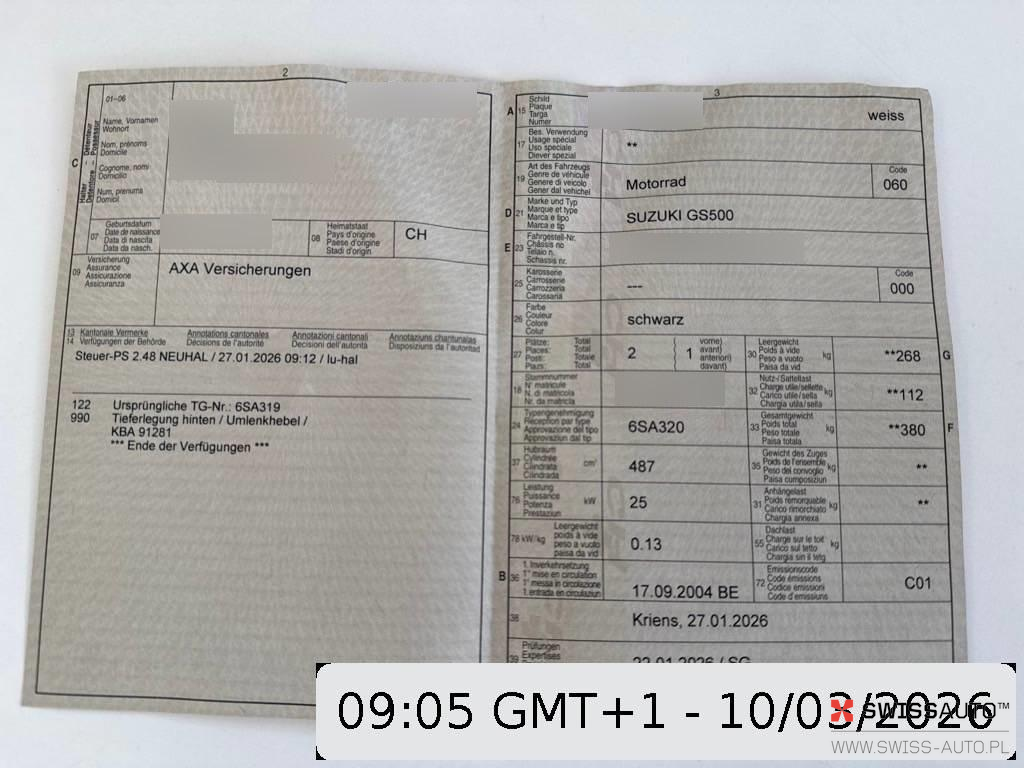 2
01–06
Name, Vornamen
Wohnort
Nom, prénoms
Domicile
Cognome, nomi
Domicilio
Num, prenums
Domicil
C
Halter
Detentore
Détenteur
Possessur
07
Geburtsdatum
Date de naissance
Data di nascita
Data da nasch.
08
Heimatstaat
Pays d'origine
Paese d'origine
Stadi d'origin
CH
09
Versicherung
Assurance
Assicurazione
Assicuranza
AXA Versicherungen
13 Kantonale Vermerke Annotations cantonales Annotazioni cantonali Annotaziuns chantunalas
14 Verfügungen der Behörde Décisions de l'autorité Decisioni dell'autorità Disposiziuns da l'autoritad
Steuer-PS 2.48 NEUHAL / 27.01.2026 09:12 / lu-hal
122 Ursprüngliche TG-Nr.: 6SA319
990 Tieferlegung hinten / Umlenkhebel /
KBA 91281
*** Ende der Verfügungen ***
3
A 15
Schild
Plaque
Targa
Numer
weiss
17
Bes. Verwendung
Usage spécial
Uso speciale
Diever spezial
**
19
Art des Fahrzeugs
Genre de véhicule
Genere di veicolo
Gener dal vehichel
Motorrad
Code
060
D 21
Marke und Typ
Marque et type
Marca e tipo
Marca e tip
SUZUKI GS500
E 23
Fahrgestell-Nr.
Châssis no
Telaio n.
Schassis nr.
25
Karosserie
Carrosserie
Carrozzeria
Carossaria
---
Code
000
26
Farbe
Couleur
Colore
Colur
schwarz
27
Plätze: Total
Places: Total
Posti: Totale
Plazs: Total
2
1
vorne)
avant)
anteriori)
davant)
30
Leergewicht
Poids à vide
Peso a vuoto
Paisa da vid
kg
**268
G
18
Stammnummer
N° matricule
N. di matricola
Nr. da matricla
32
Nutz-/Sattellast
Charge utile/sellette
Carico utile/sella
Chargia utila/sella
kg
**112
24
Typengenehmigung
Réception par type
Approvazione del tipo
Approvaziun dal tip
6SA320
33
Gesamtgewicht
Poids total
Peso totale
Paisa totala
kg
**380
F
37
Hubraum
Cylindrée
Cilindrata
Cilindrada
cm³
487
35
Gewicht des Zuges
Poids de l'ensemble
Peso del convoglio
Paisa cumposiziun
kg
**
76
Leistung
Puissance
Potenza
Prestaziun
kW
25
31
Anhängelast
Poids remorquable
Carico rimorchiato
Chargia annexa
kg
**
78 kW/kg
Leergewicht
poids à vide
peso a vuoto
paisa da vid
0.13
55
Dachlast
Charge sur le toit
Carico sul tetto
Chargia sin il tetg
kg
B 36
1. Inverkehrsetzung
1re mise en circulation
1a messa in circolazione
1. entrada en circulaziun
17.09.2004 BE
72
Emissionscode
Code émissions
Codice emissioni
Code d'emissiuns
C01
38
Kriens, 27.01.2026
39
Prüfungen
Expertises
22.01.2026 / SG
09:05 GMT+1 - 10/03/2026
SWISSAUTO™
WWW.SWISS-AUTO.PL